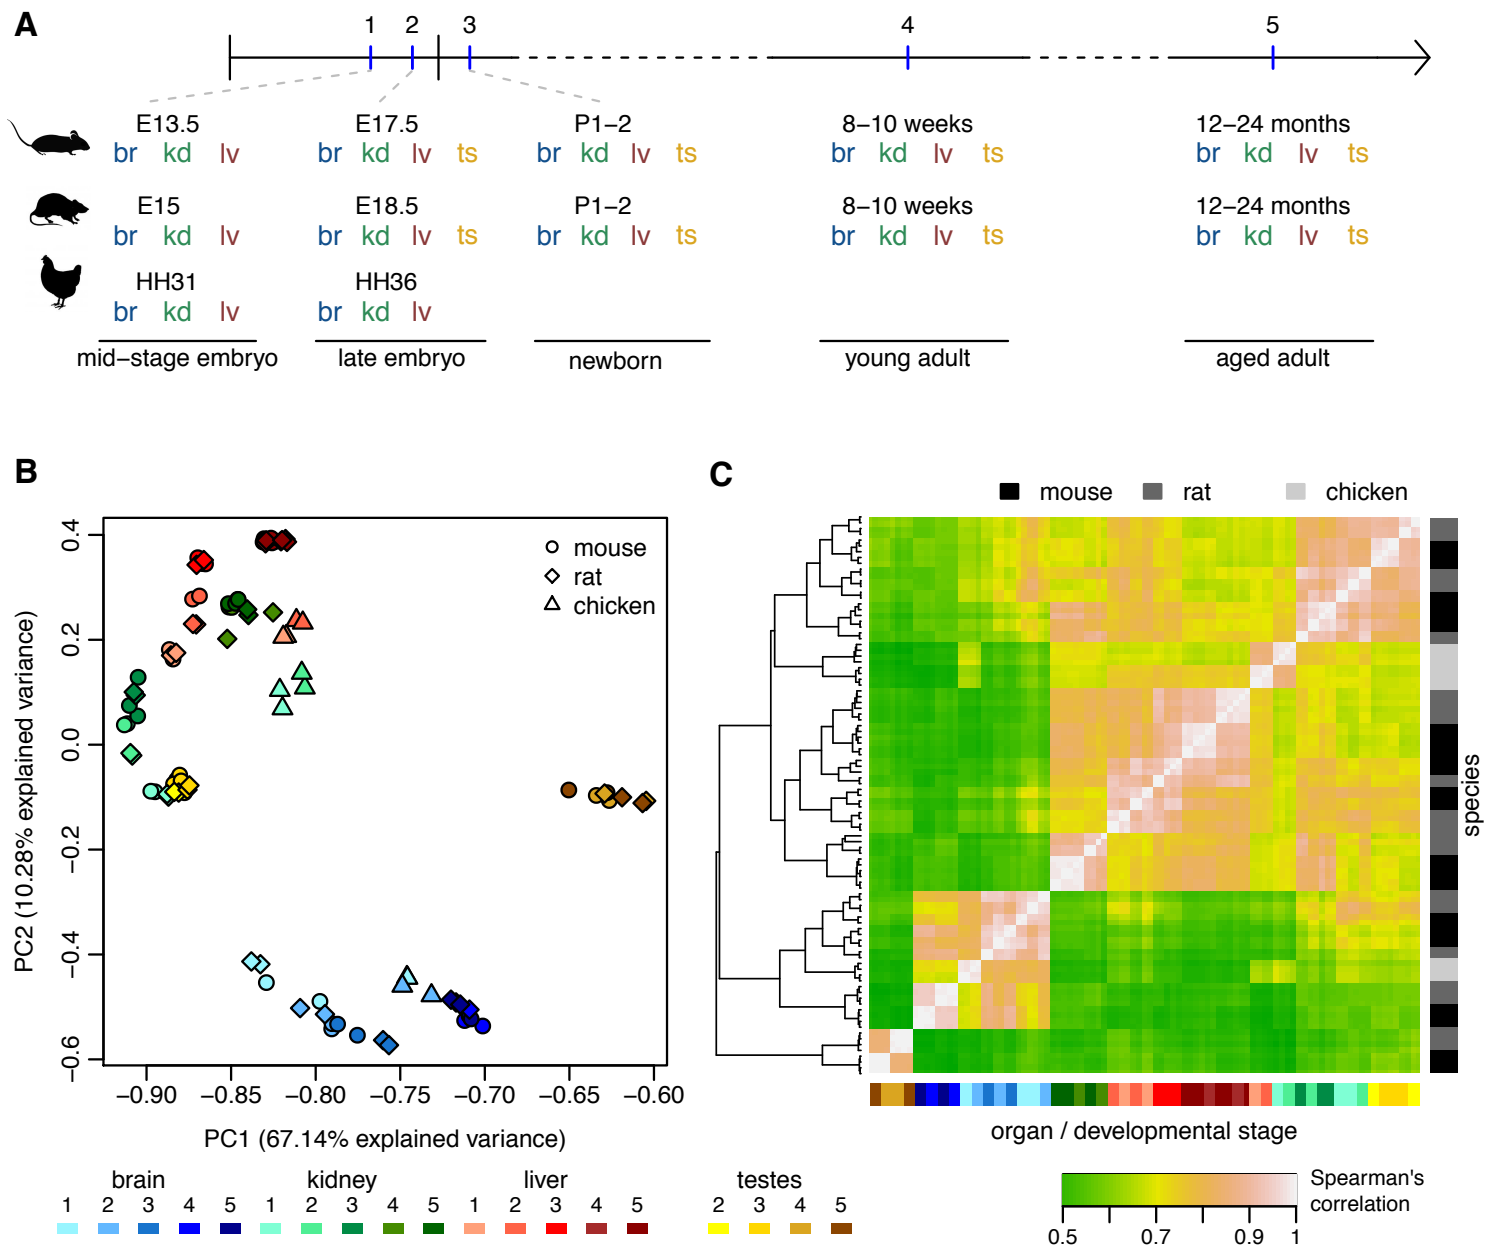 A
1 2 3 4 5
E13.5 E17.5 P1−2 8−10 weeks 12−24 months
br kd lv br kd lv ts br kd lv ts br kd lv ts br kd lv ts
E15 E18.5 P1−2 8−10 weeks 12−24 months
br kd lv br kd lv ts br kd lv ts br kd lv ts br kd lv ts
HH31 HH36
br kd lv br kd lv
mid−stage embryo late embryo newborn young adult aged adult
B
mouse
rat
chicken
PC2 (10.28% explained variance)
0.4
0.2
0.0
−0.2
−0.4
−0.6
−0.90 −0.85 −0.80 −0.75 −0.70 −0.65 −0.60
PC1 (67.14% explained variance)
brain kidney liver testes
1 2 3 4 5 1 2 3 4 5 1 2 3 4 5 2 3 4 5
C
mouse rat chicken
species
organ / developmental stage
Spearman's
correlation
0.5 0.7 0.9 1